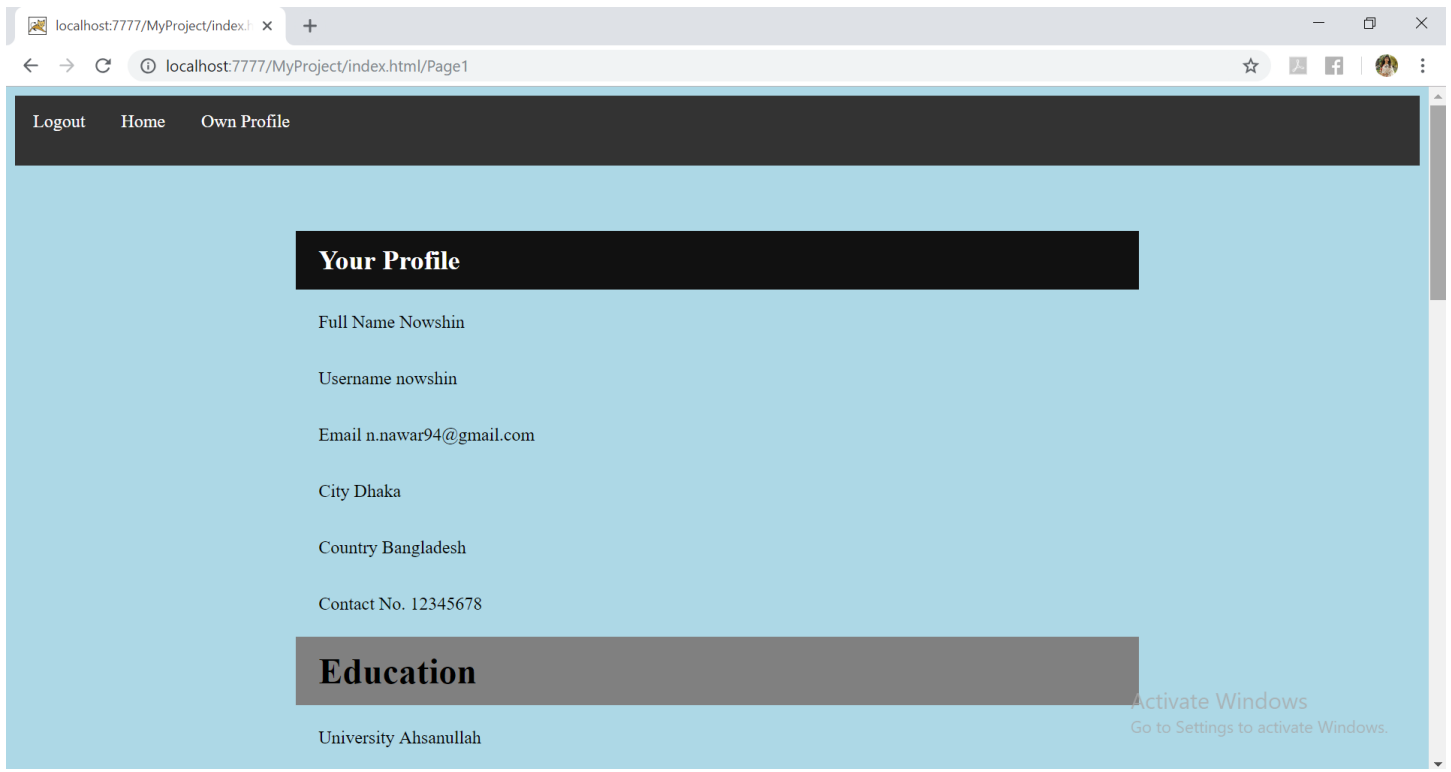 localhost:7777/MyProject/index.h
localhost:7777/MyProject/index.html/Page1
Logout Home Own Profile
Your Profile
Full Name Nowshin
Username nowshin
Email n.nawar94@gmail.com
City Dhaka
Country Bangladesh
Contact No. 12345678
Education
University Ahsanullah
Activate Windows
Go to Settings to activate Windows.